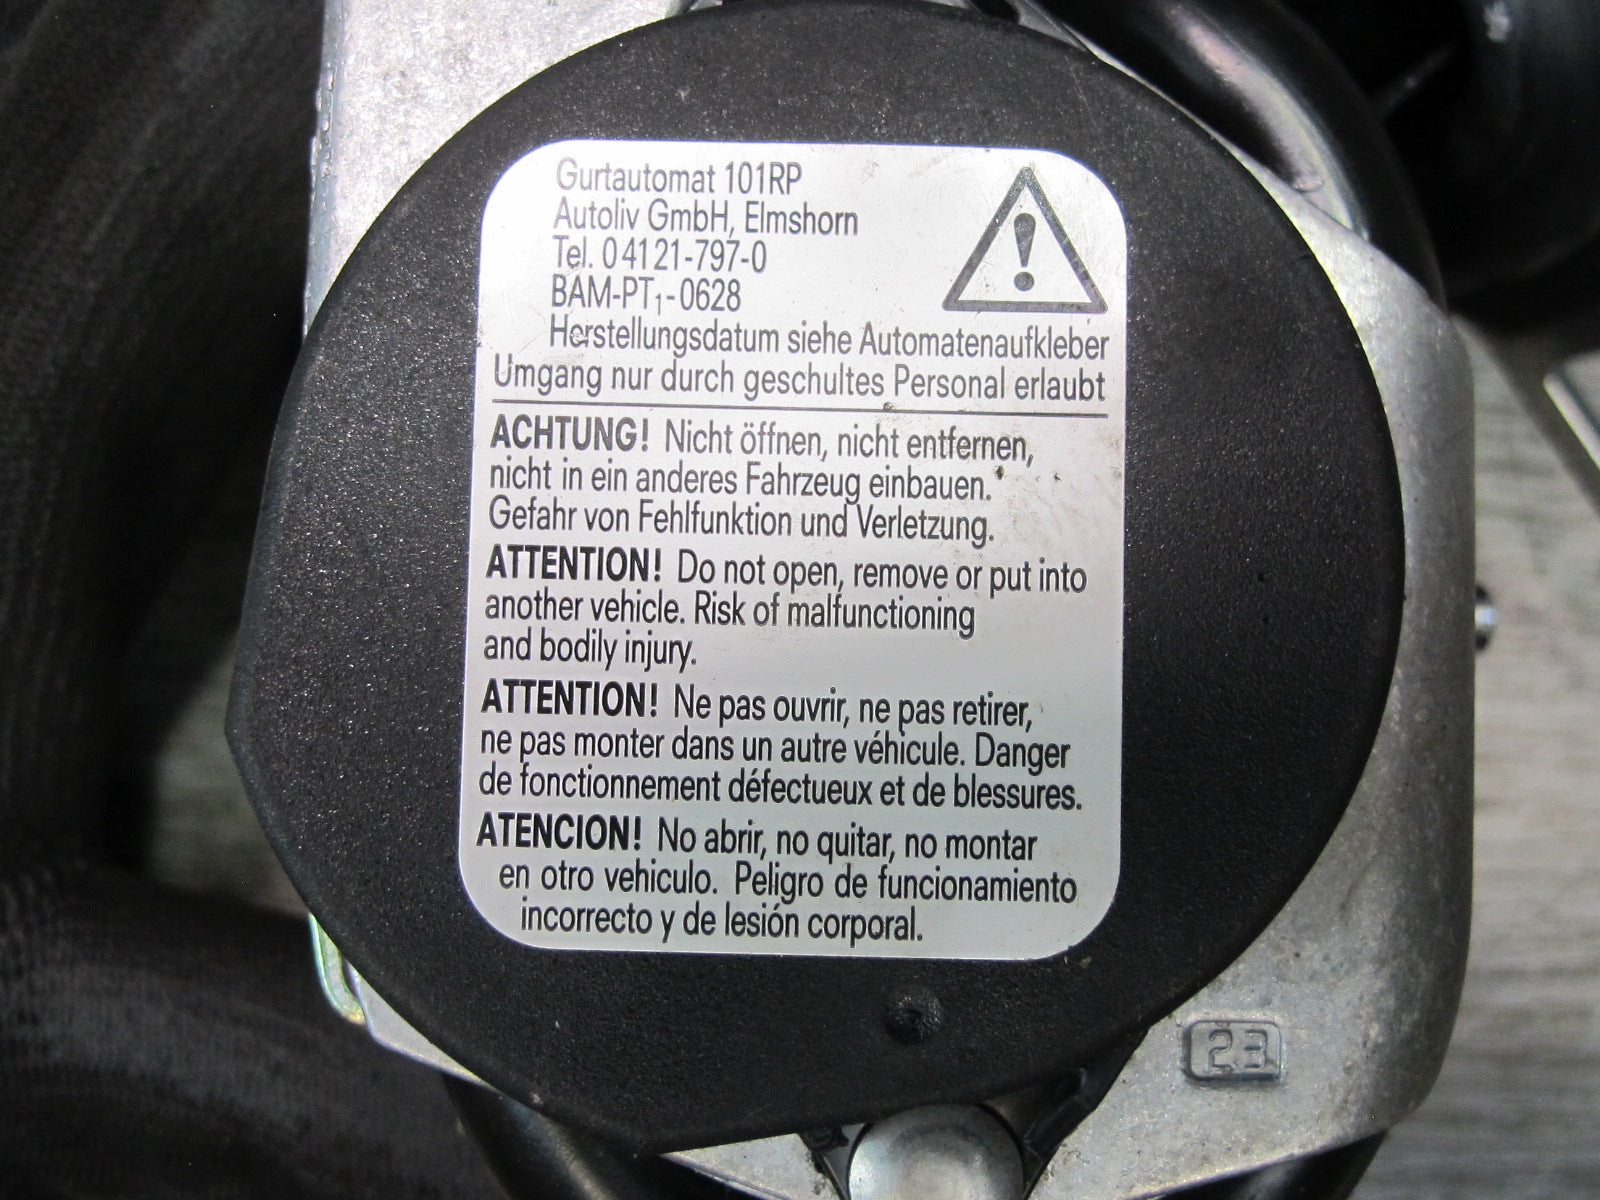 Gurtautomat 101RP
Autoliv GmbH, Elmshorn
Tel. 04121-797-0
BAM-PT₁-0628
Herstellungsdatum siehe Automatenaufkleber
Umgang nur durch geschultes Personal erlaubt
ACHTUNG! Nicht öffnen, nicht entfernen,
nicht in ein anderes Fahrzeug einbauen.
Gefahr von Fehlfunktion und Verletzung.
ATTENTION! Do not open, remove or put into
another vehicle. Risk of malfunctioning
and bodily injury.
ATTENTION! Ne pas ouvrir, ne pas retirer,
ne pas monter dans un autre véhicule. Danger
de fonctionnement défectueux et de blessures.
ATENCION! No abrir, no quitar, no montar
en otro vehiculo. Peligro de funcionamiento
incorrecto y de lesión corporal.